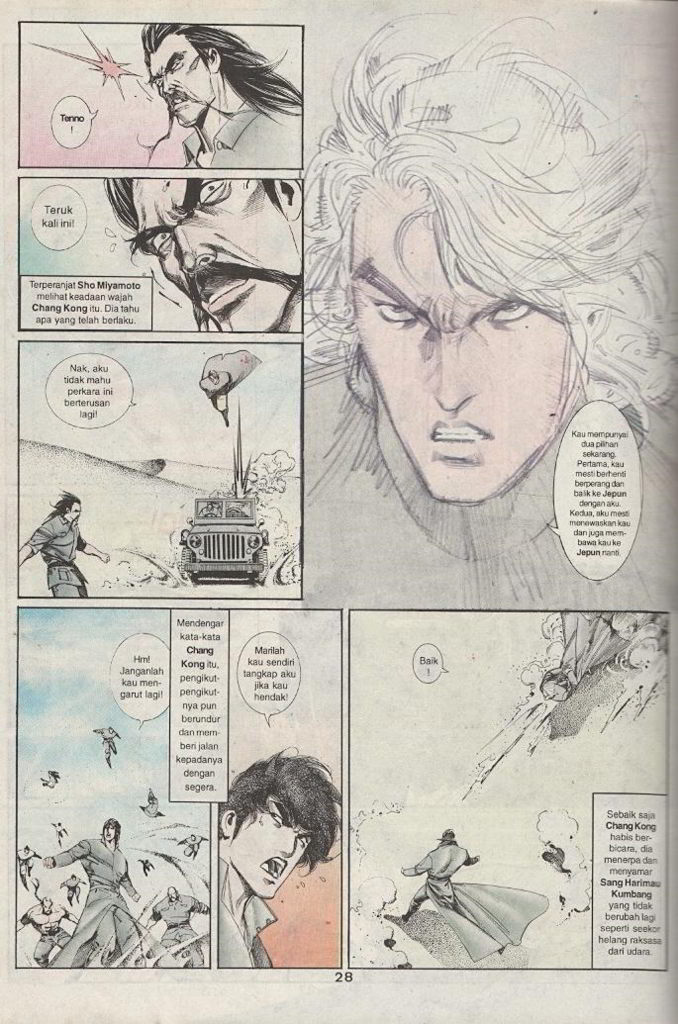 Tenno
!
Teruk
kali ini!
Terperanjat Sho Miyamoto
melihat keadaan wajah
Chang Kong itu. Dia tahu
apa yang telah berlaku.
Nak, aku
tidak mahu
perkara ini
berterusan
lagi!
Kau mempunyai
dua pilihan
sekarang.
Pertama, kau
mesti berhenti
berperang dan
balik ke Jepun
dengan aku.
Kedua, aku mesti
menewaskan kau
dan juga mem-
bawa kau ke
Jepun nanti.
Hm!
Janganlah
kau men-
garut lagi!
Mendengar
kata-kata
Chang
Kong itu,
pengikut-
pengikut-
nya pun
berundur
dan mem-
beri jalan
kepadanya
dengan
segera.
Marilah
kau sendiri
tangkap aku
jika kau
hendak!
Baik
!
Sebaik saja
Chang Kong
habis ber-
bicara, dia
menerpa dan
menyamar
Sang Harimau
Kumbang
yang tidak
berubah lagi
seperti seekor
helang raksasa
dari udara.
28